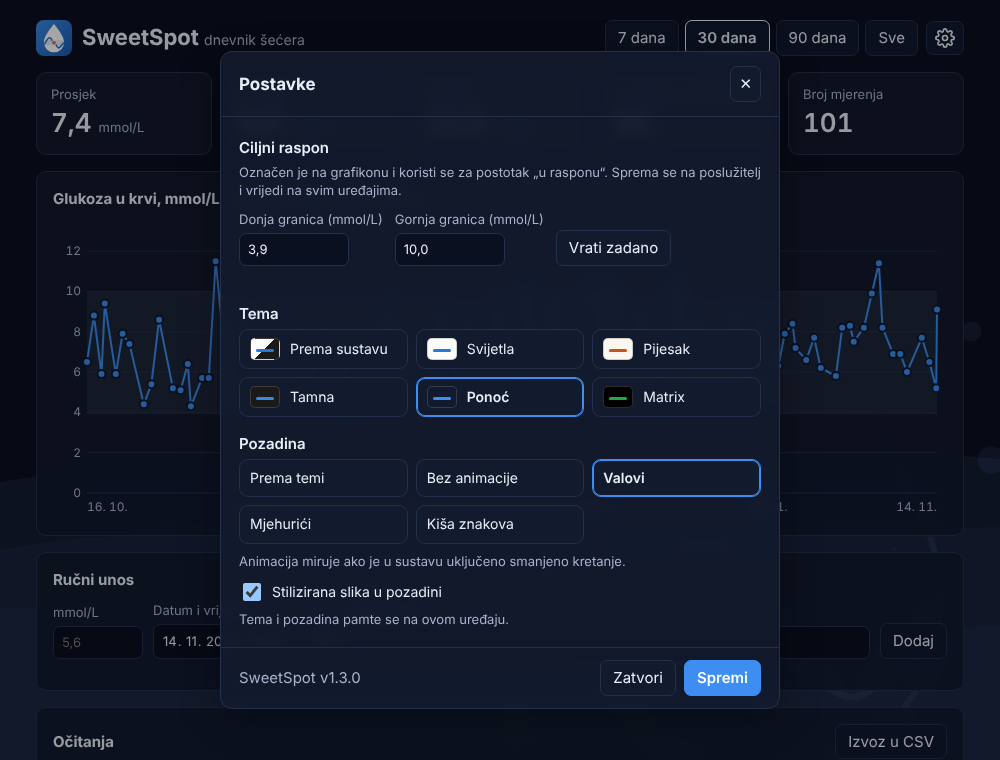 SweetSpot dnevnik šećera
7 dana
30 dana
90 dana
Sve
Prosjek
7,4 mmol/L
Broj mjerenja
101
Glukoza u krvi, mmol/L
12
10
8
6
4
2
0
16. 10.
14. 11.
Postavke
Ciljni raspon
Označen je na grafikonu i koristi se za postotak „u rasponu“. Sprema se na poslužitelj
i vrijedi na svim uređajima.
Donja granica (mmol/L)
Gornja granica (mmol/L)
3,9
10,0
Vrati zadano
Tema
Prema sustavu
Svijetla
Pijesak
Tamna
Ponoć
Matrix
Pozadina
Prema temi
Bez animacije
Valovi
Mjehurići
Kiša znakova
Animacija miruje ako je u sustavu uključeno smanjeno kretanje.
Stilizirana slika u pozadini
Tema i pozadina pamte se na ovom uređaju.
SweetSpot v1.3.0
Zatvori
Spremi
Ručni unos
mmol/L
Datum i vrij
5,6
14. 11. 20
Dodaj
Očitanja
Izvoz u CSV